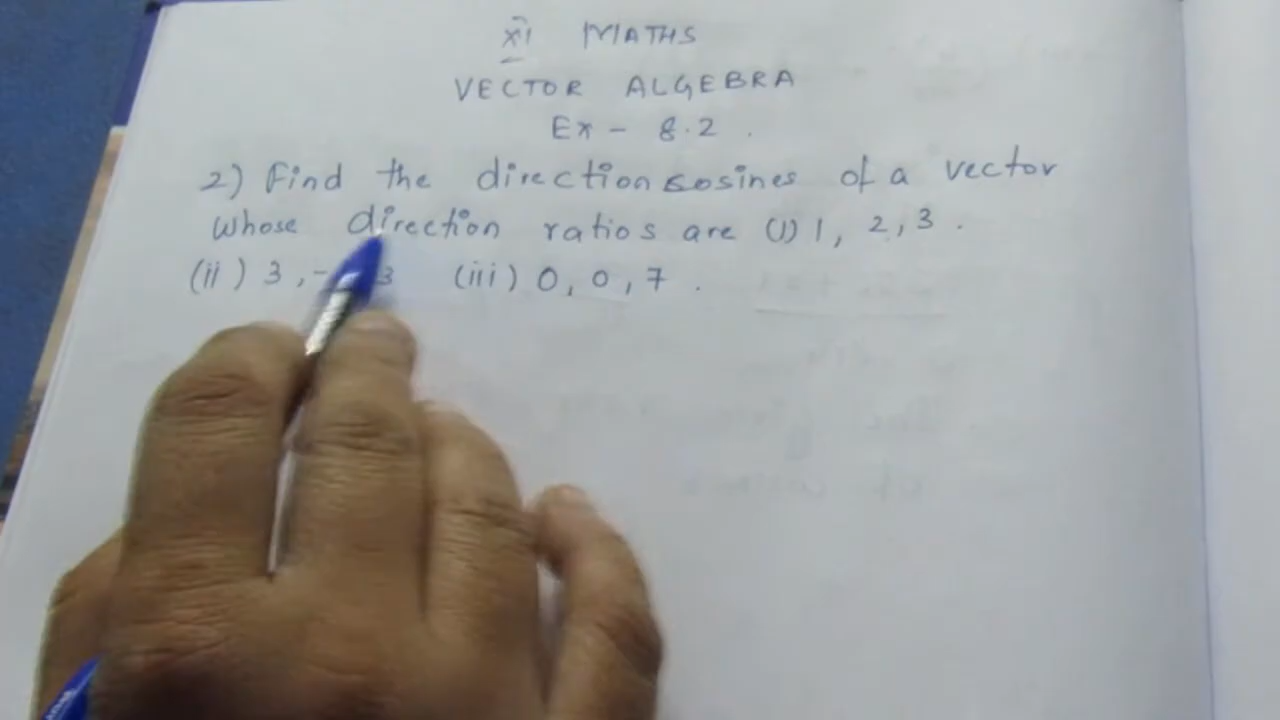 XI MATHS
VECTOR ALGEBRA
Ex - 8.2 .
2) Find the direction cosines of a vector
whose direction ratios are (i) 1, 2, 3 .
(ii) 3, - 3 (iii) 0, 0, 7 .